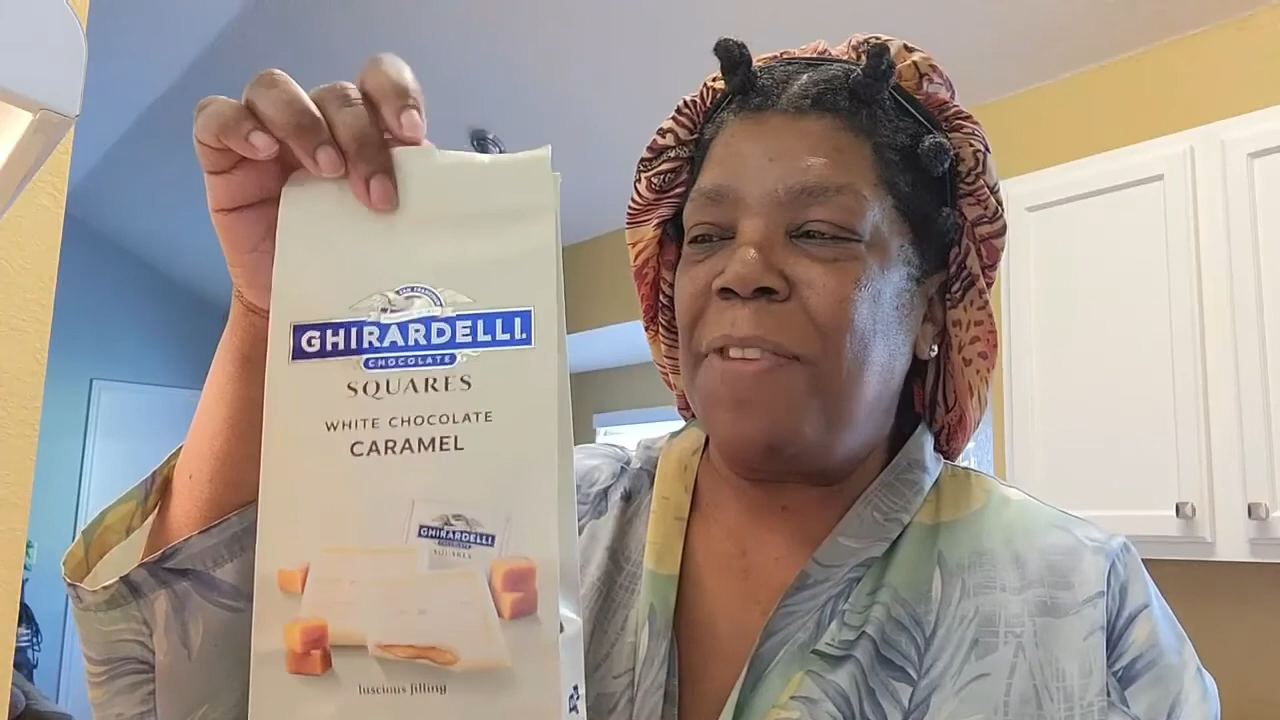 SAN FRANCISCO
GHIRARDELLI
CHOCOLATE
SQUARES
WHITE CHOCOLATE
CARAMEL
GHIRARDELLI
SQUARES
luscious filling